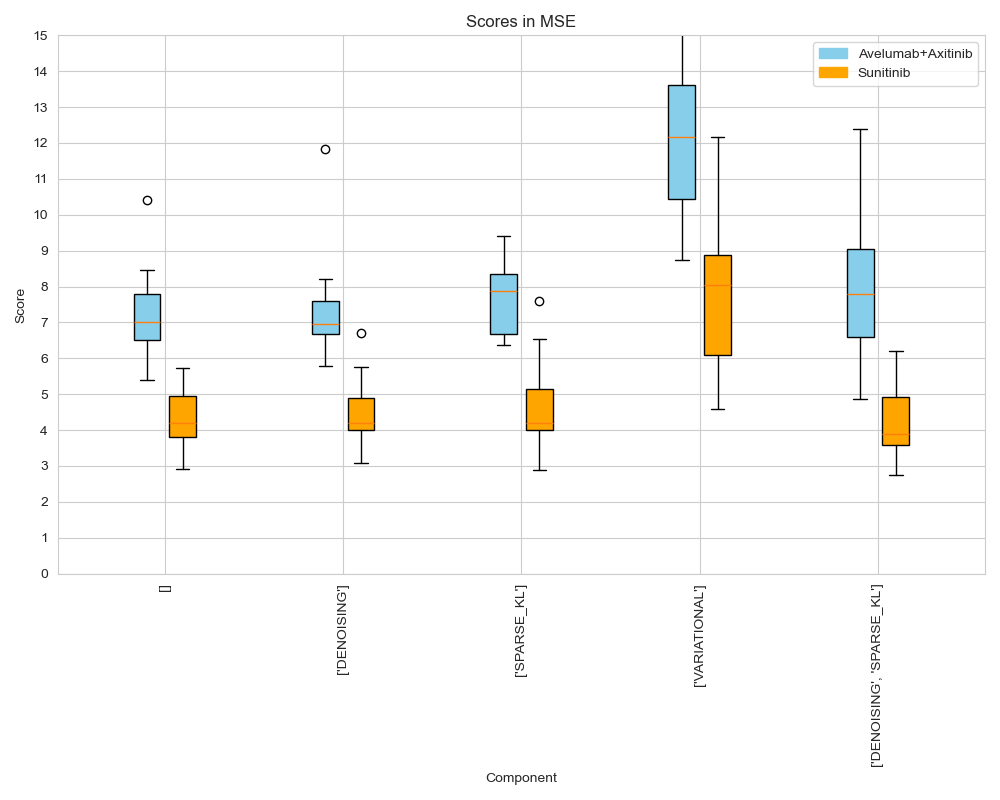 Scores in MSE
Avelumab+Axitinib
Sunitinib
Score
15
14
13
12
11
10
9
8
7
6
5
4
3
2
1
0
[]
['DENOISING']
['SPARSE_KL']
['VARIATIONAL']
['DENOISING', 'SPARSE_KL']
Component